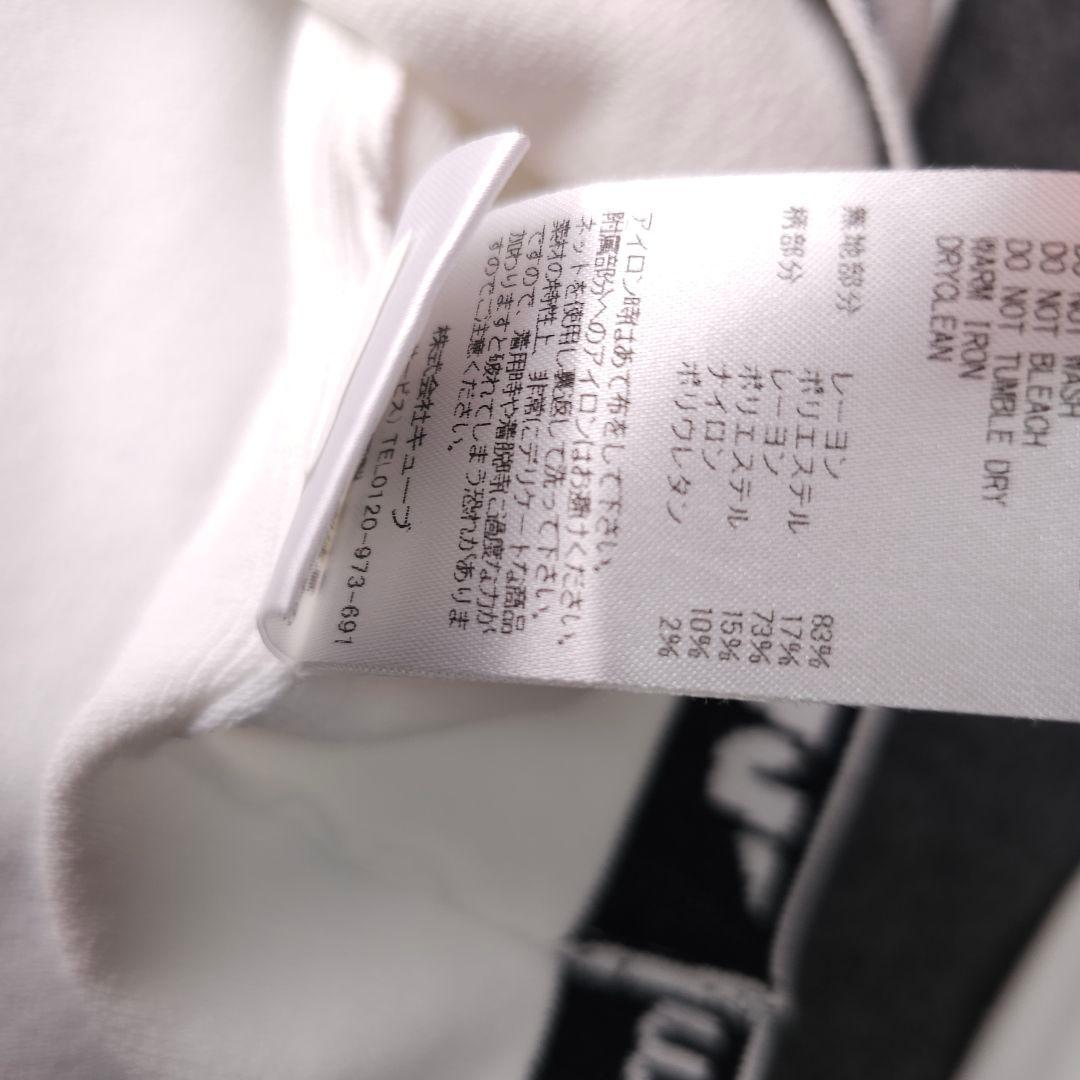 DO NOT WASH
DO NOT BLEACH
DO NOT TUMBLE DRY
WARM IRON
DRYCLEAN
無地部分 レーヨン 83%
ポリエステル 17%
柄部分 レーヨン 73%
ポリエステル 15%
ナイロン 10%
ポリウレタン 2%
アイロン時はあて布をして下さい。
附属部分へのアイロンはお避けください。
ネットを使用し裏返して洗って下さい。
素材の特性上、非常にデリケートな商品
ですので、着用時や着脱時に過度な力が
加わりますと破れてしまう恐れがありま
すのでご注意ください。
株式会社キューブ
ービス) TEL0120-973-691